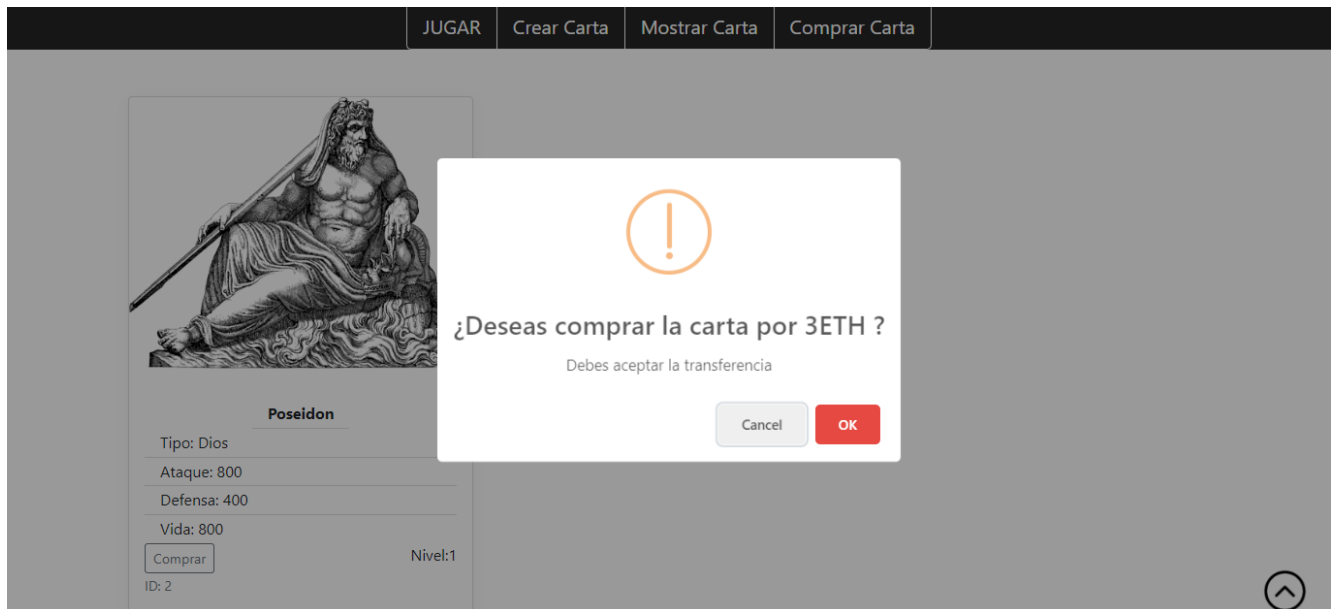 JUGAR
Crear Carta
Mostrar Carta
Comprar Carta
¿Deseas comprar la carta por 3ETH ?
Debes aceptar la transferencia
Cancel
OK
Poseidon
Tipo: Dios
Ataque: 800
Defensa: 400
Vida: 800
Comprar
Nivel:1
ID: 2